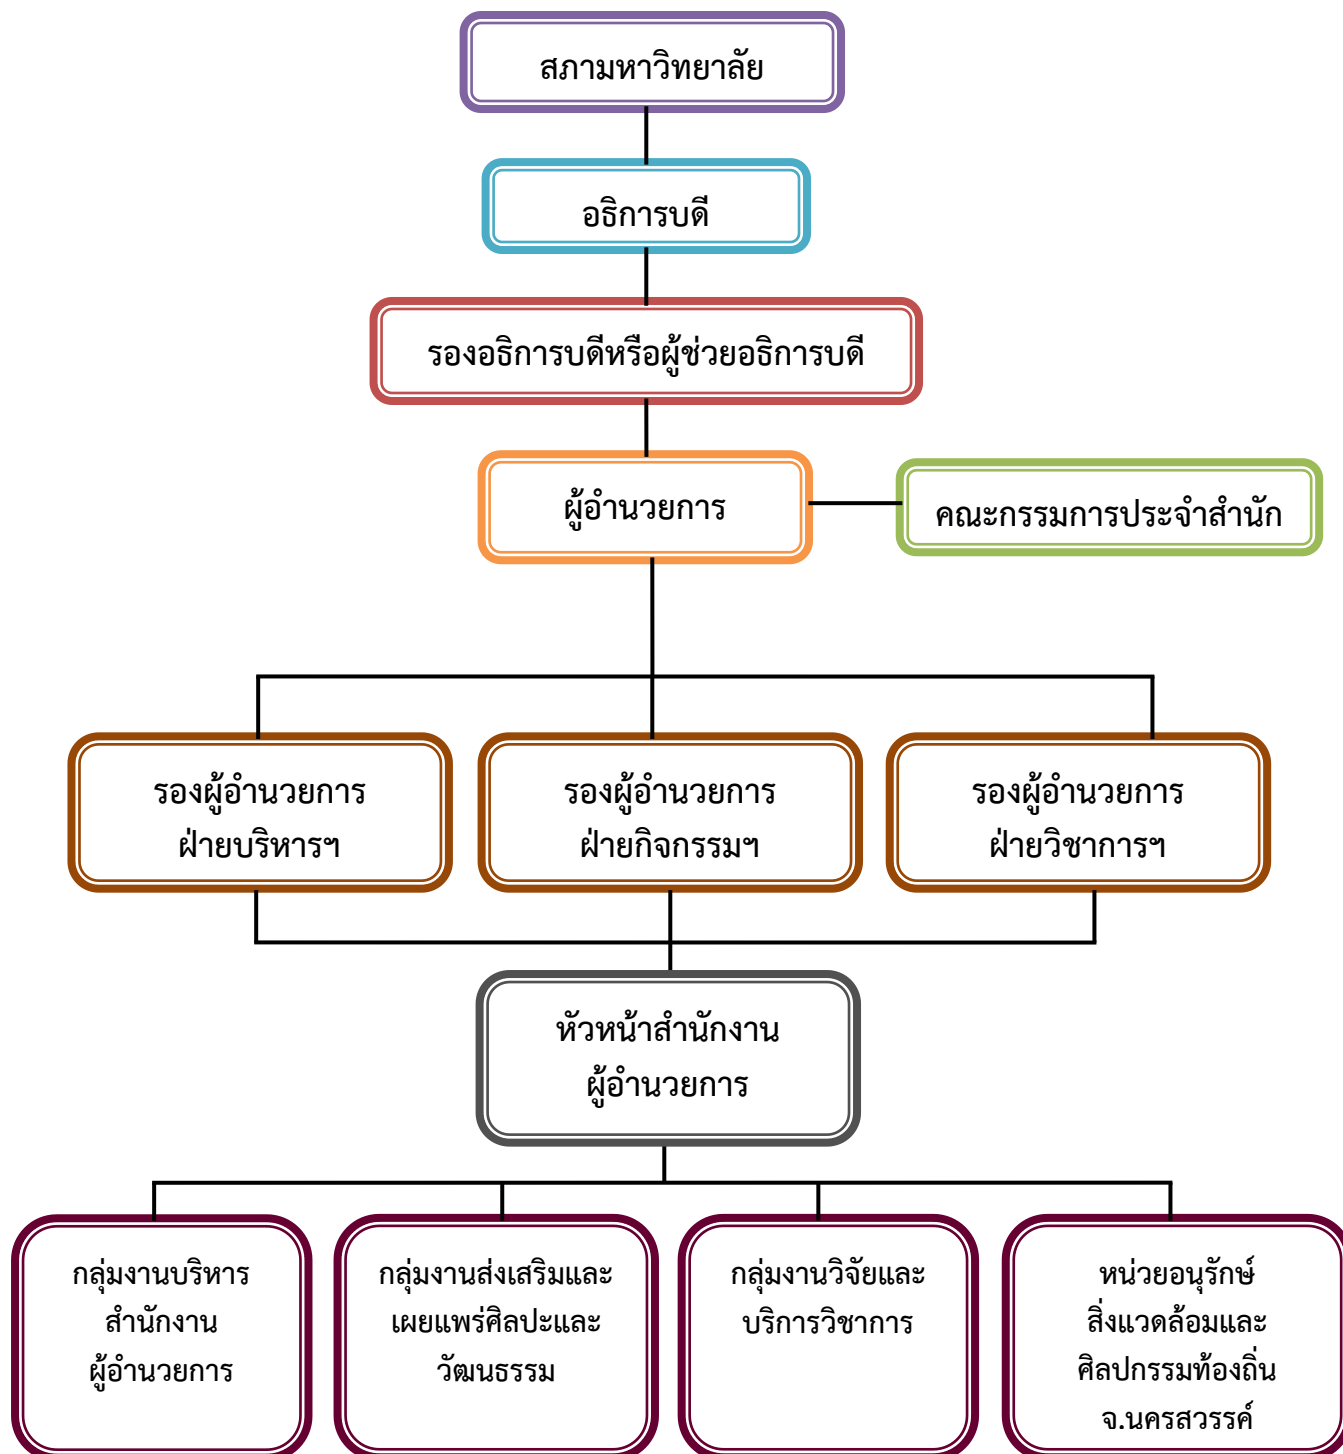 สภามหาวิทยาลัย
อธิการบดี
รองอธิการบดีหรือผู้ช่วยอธิการบดี
ผู้อำนวยการ
คณะกรรมการประจำสำนัก
รองผู้อำนวยการ
ฝ่ายบริหารฯ
รองผู้อำนวยการ
ฝ่ายกิจกรรมฯ
รองผู้อำนวยการ
ฝ่ายวิชาการฯ
หัวหน้าสำนักงาน
ผู้อำนวยการ
กลุ่มงานบริหาร
สำนักงาน
ผู้อำนวยการ
กลุ่มงานส่งเสริมและ
เผยแพร่ศิลปะและ
วัฒนธรรม
กลุ่มงานวิจัยและ
บริการวิชาการ
หน่วยอนุรักษ์
สิ่งแวดล้อมและ
ศิลปกรรมท้องถิ่น
จ.นครสวรรค์